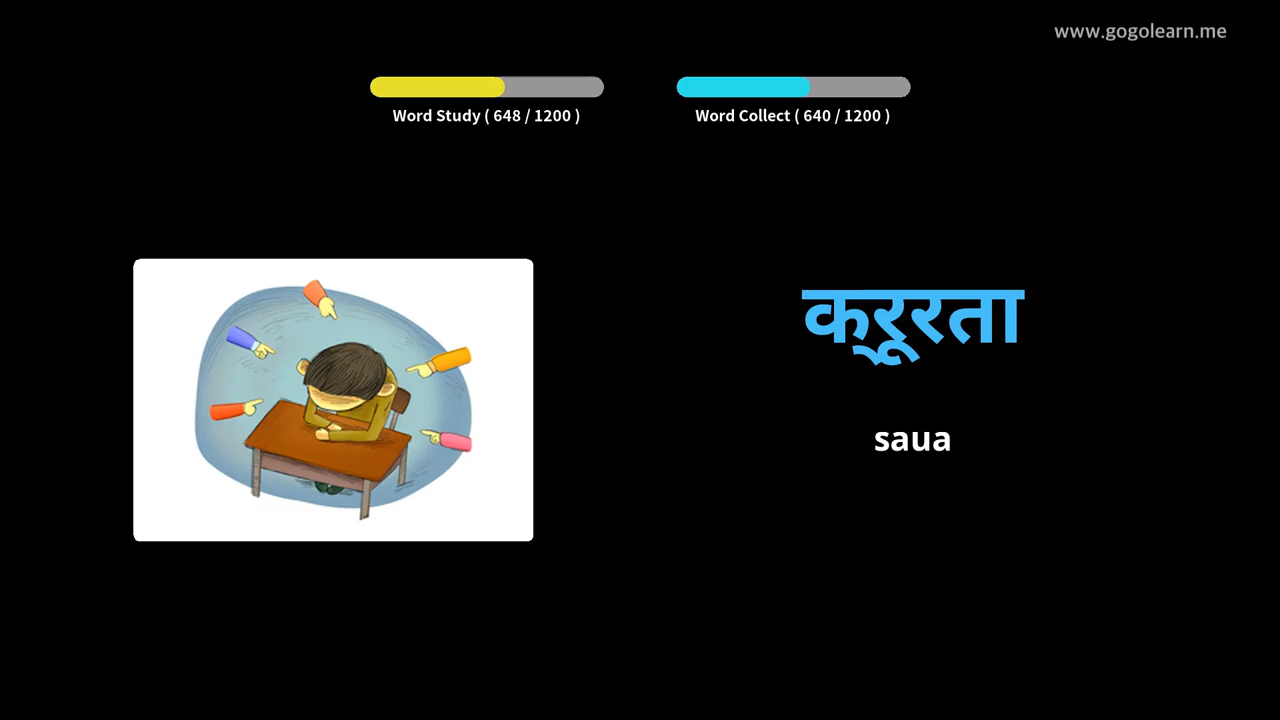 www.gogolearn.me
Word Study ( 648 / 1200 )
Word Collect ( 640 / 1200 )
क्रूरता
saua